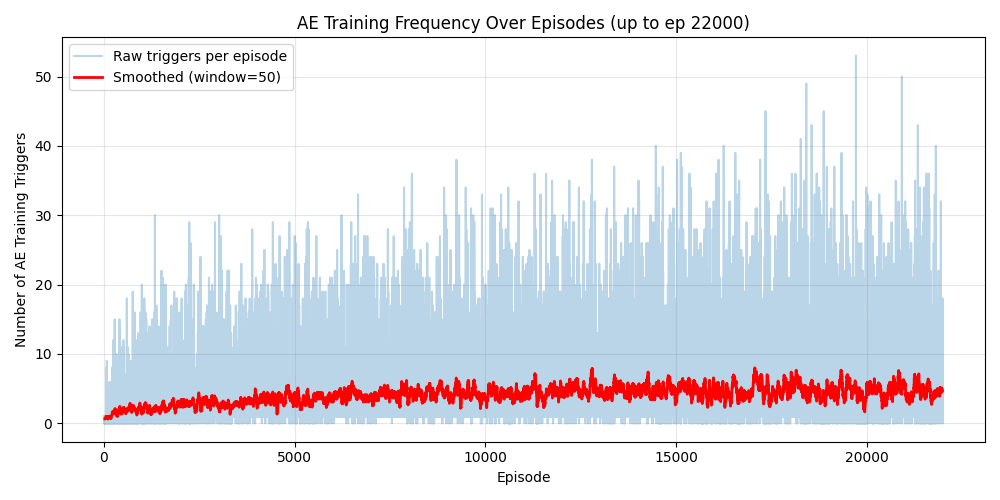 AE Training Frequency Over Episodes (up to ep 22000)
Raw triggers per episode
Smoothed (window=50)
Number of AE Training Triggers
50
40
30
20
10
0
0 5000 10000 15000 20000
Episode